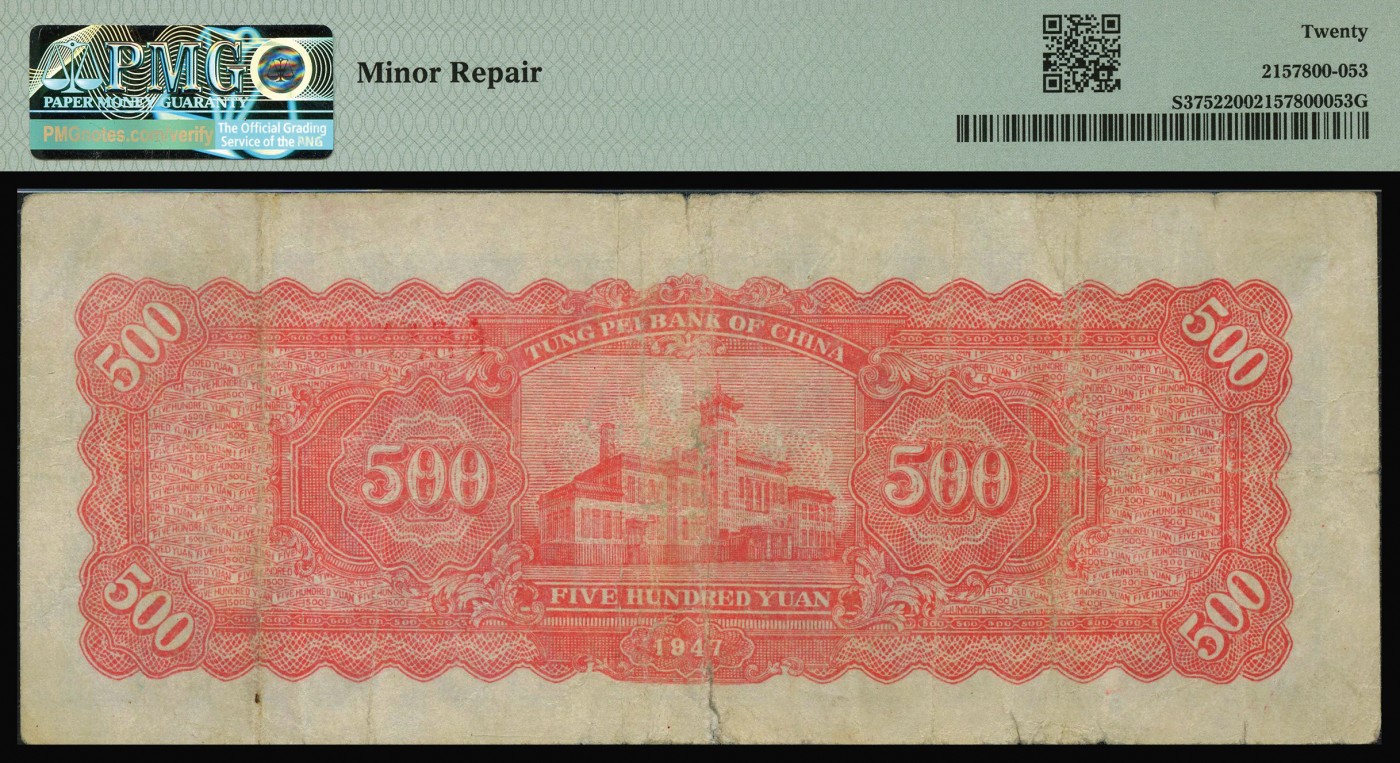 PMG
PAPER MONEY GUARANTY
PMGnotes.com/verify
The Official Grading
Service of the PNG
Minor Repair
Twenty
2157800-053
S37522002157800053G
TUNG PEI BANK OF CHINA
500
500
500
500
FIVE HUNDRED YUAN
500
500
1947